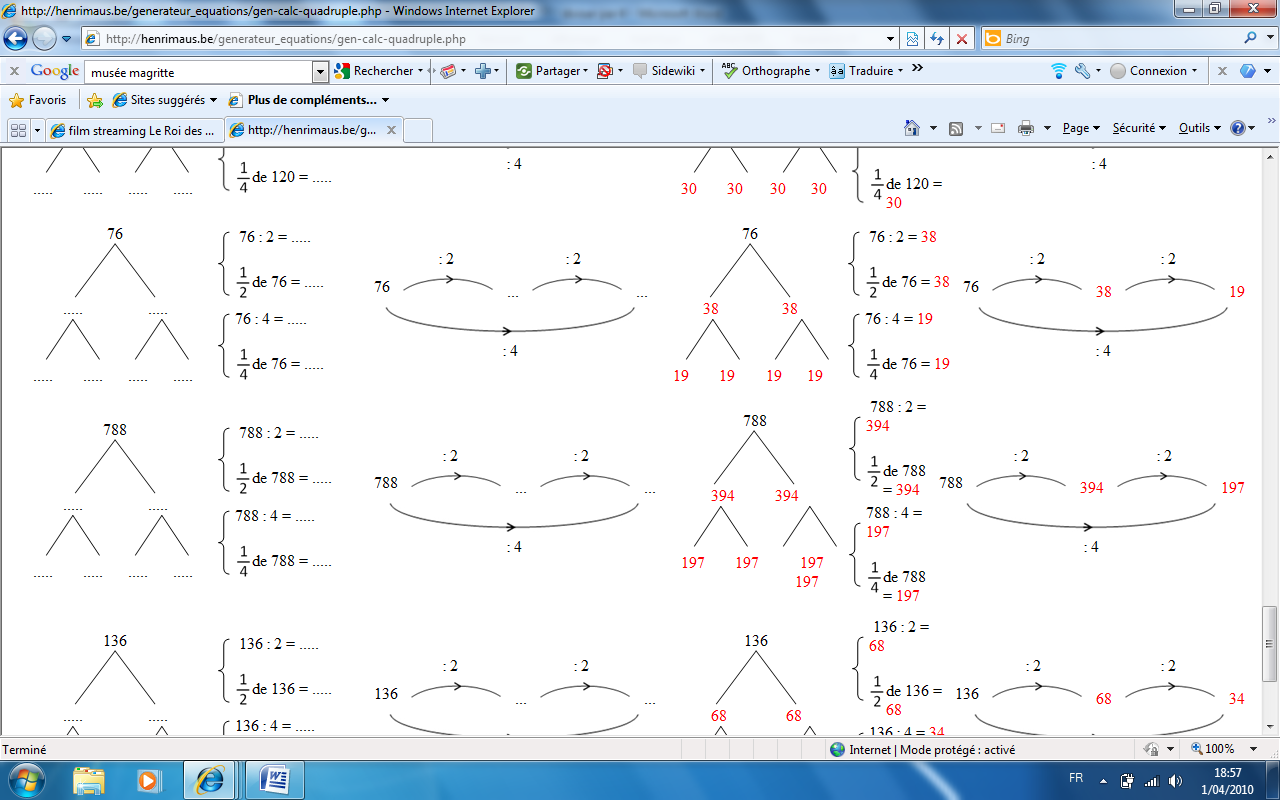 http://henrimaus.be/generateur_equations/gen-calc-quadruple.php - Windows Internet Explorer
http://henrimaus.be/generateur_equations/gen-calc-quadruple.php
Bing
Google musée magritte Rechercher Partager Sidewiki ABC Orthographe Traduire Connexion
Favoris Sites suggérés Plus de compléments...
film streaming Le Roi des ... http://henrimaus.be/g... Page Sécurité Outils
..... ..... ..... .....
1/4 de 120 = .....
: 4
30 30 30 30
1/4 de 120 =
30
: 4
76
76 : 2 = .....
1/2 de 76 = .....
..... .....
76 : 4 = .....
1/4 de 76 = .....
..... ..... ..... .....
: 2 : 2
76 ... ...
: 4
76
38 38
19 19 19 19
76 : 2 = 38
1/2 de 76 = 38
76 : 4 = 19
1/4 de 76 = 19
: 2 : 2
76 38 19
: 4
788
788 : 2 = .....
1/2 de 788 = .....
..... .....
788 : 4 = .....
1/4 de 788 = .....
..... ..... ..... .....
: 2 : 2
788 ... ...
: 4
788
394 394
197 197 197
197
788 : 2 =
394
1/2 de 788
= 394
788 : 4 =
197
1/4 de 788
= 197
: 2 : 2
788 394 197
: 4
136
136 : 2 = .....
1/2 de 136 = .....
..... .....
136 : 4 = .....
: 2 : 2
136 ... ...
136
68 68
136 : 2 =
68
1/2 de 136 =
68
136 : 4 = 34
: 2 : 2
136 68 34
Terminé Internet | Mode protégé : activé 100%
FR 18:57
1/04/2010